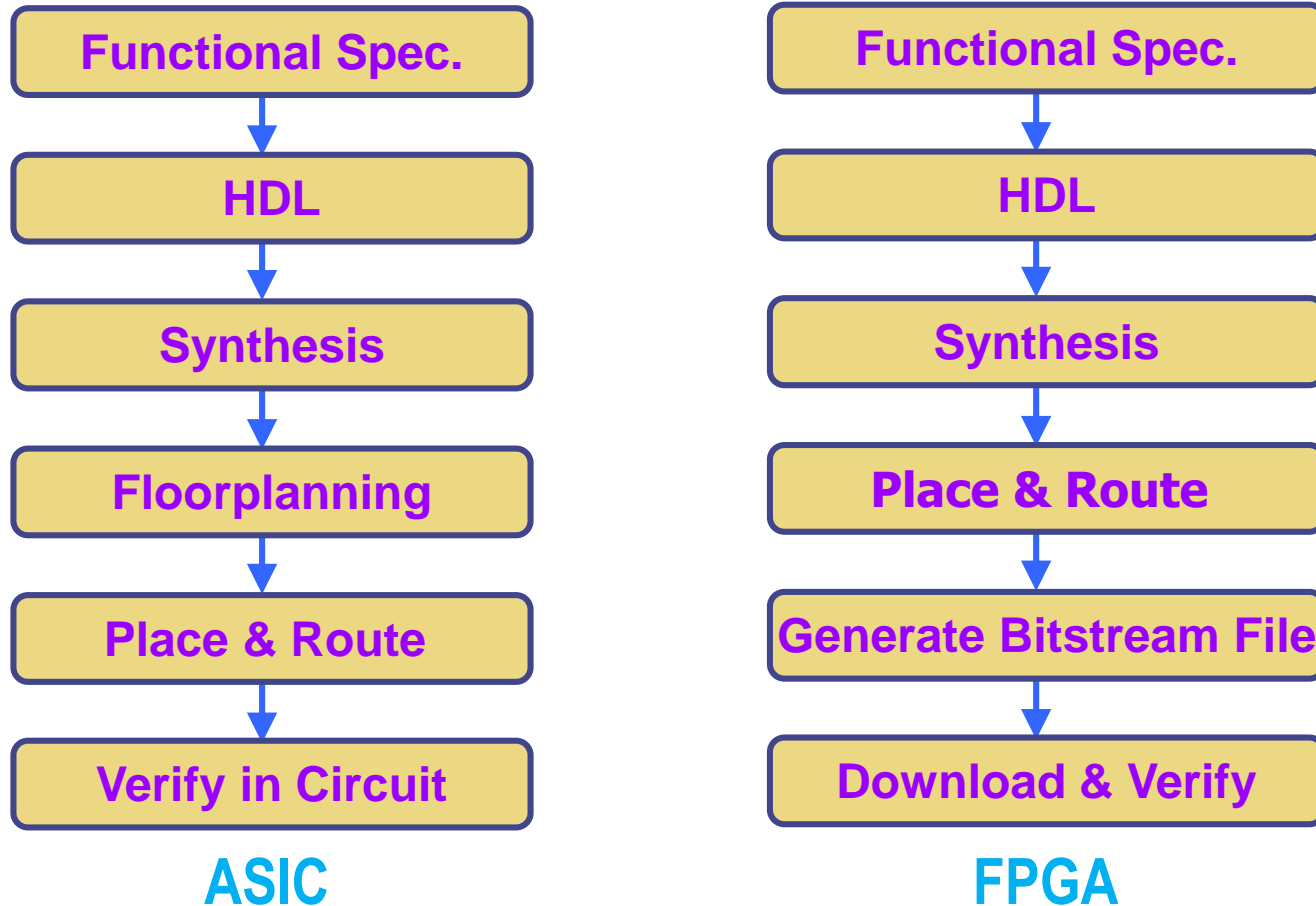 Functional Spec.
HDL
Synthesis
Floorplanning
Place & Route
Verify in Circuit
ASIC
Functional Spec.
HDL
Synthesis
Place & Route
Generate Bitstream File
Download & Verify
FPGA